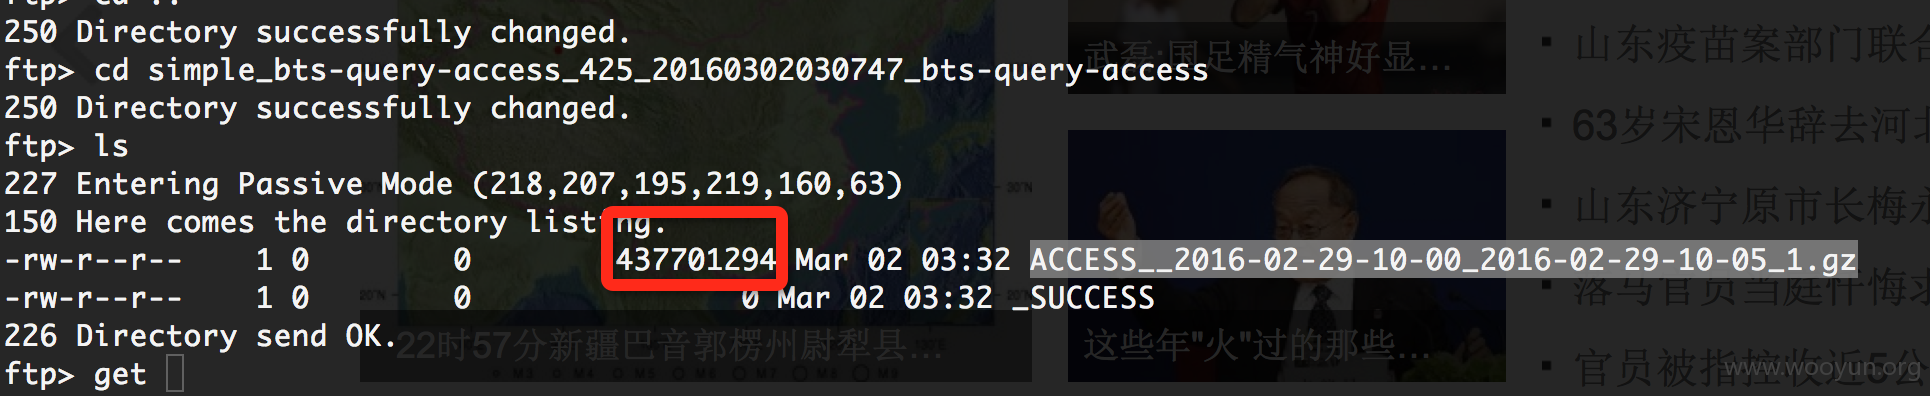 ftp> cd ..
250 Directory successfully changed.
ftp> cd simple_bts-query-access_425_20160302030747_bts-query-access
250 Directory successfully changed.
ftp> ls
227 Entering Passive Mode (218,207,195,219,160,63)
150 Here comes the directory listing.
-rw-r--r-- 1 0 0 437701294 Mar 02 03:32 ACCESS__2016-02-29-10-00_2016-02-29-10-05_1.gz
-rw-r--r-- 1 0 0 0 Mar 02 03:32 _SUCCESS
226 Directory send OK.
ftp> get
武磊:国足精气神好显...
22时57分新疆巴音郭楞州尉犁县...
这些年"火"过的那些...
山东疫苗案部门联合
63岁宋恩华辞去河北
山东济宁原市长梅永
落马官员当庭忏悔求
官员被指控收近5公
www.wooyun.org